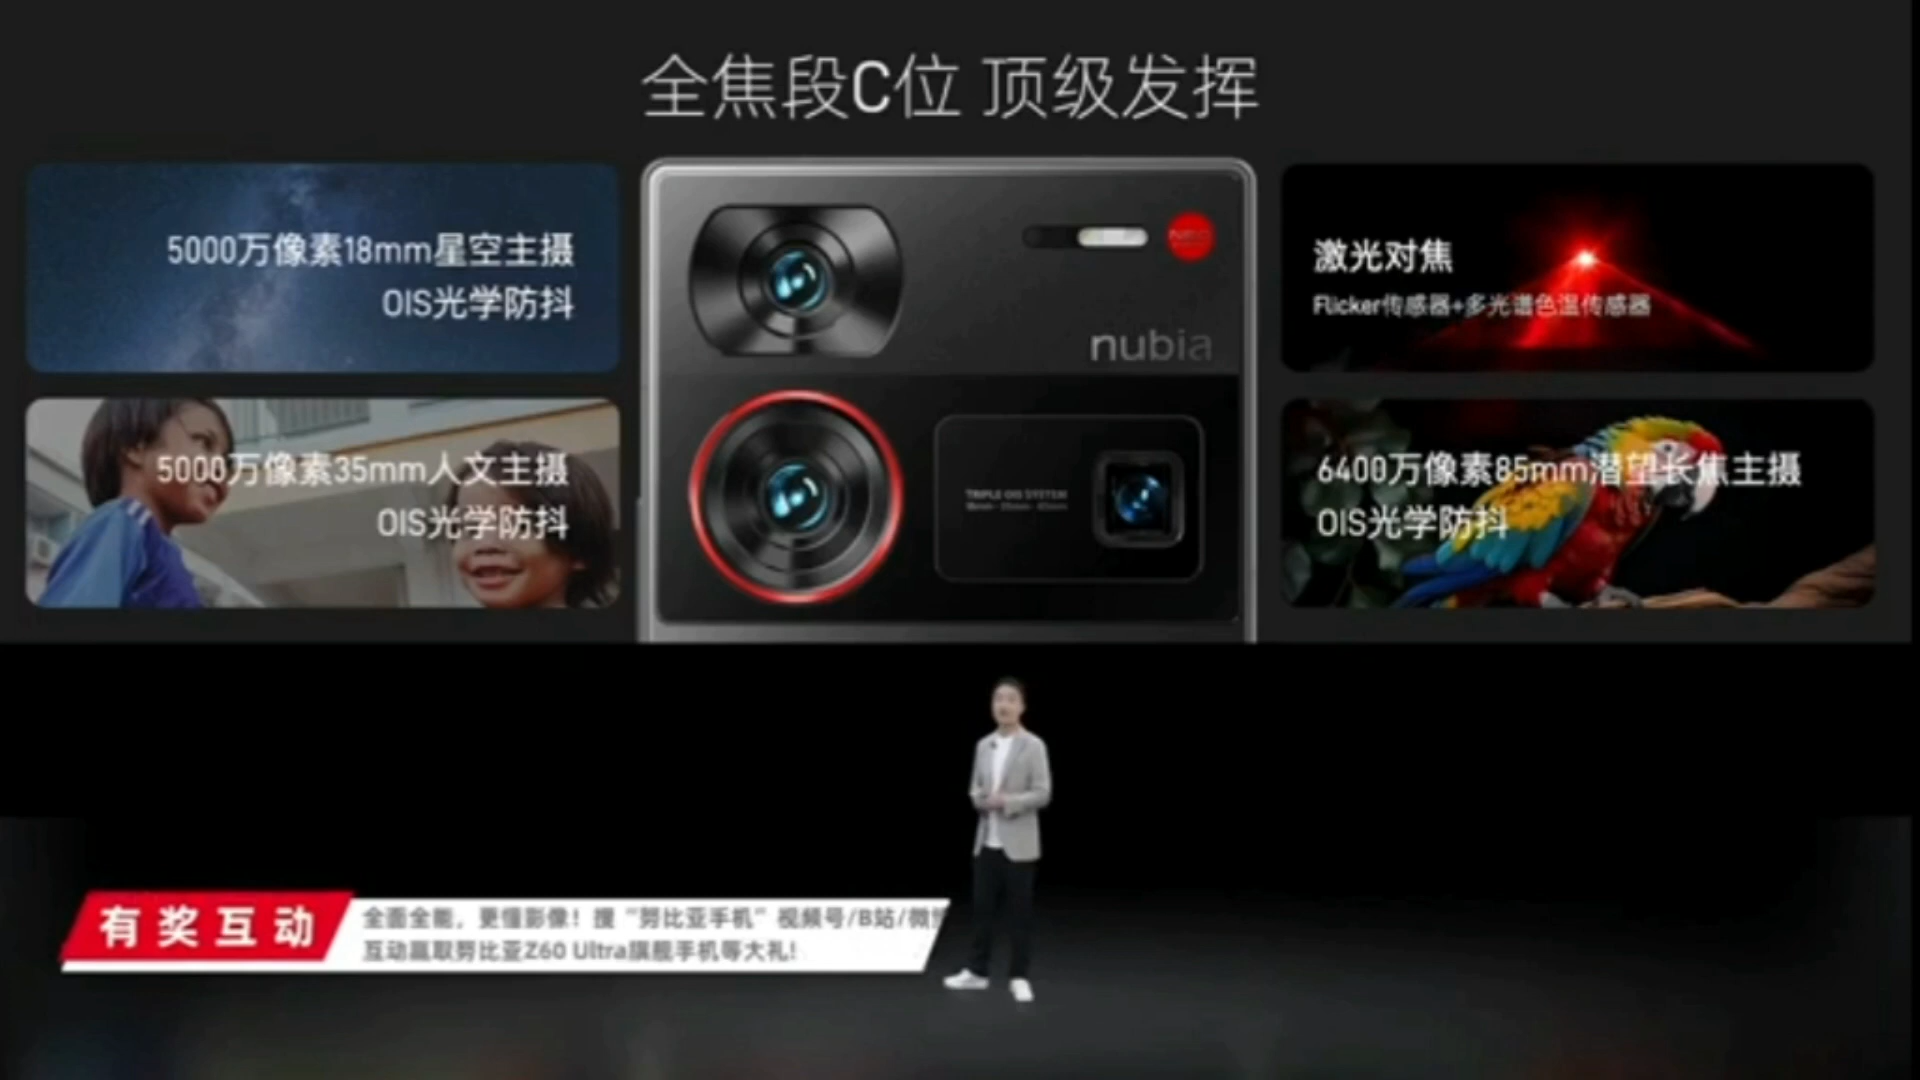 全焦段C位 顶级发挥
5000万像素18mm星空主摄
OIS光学防抖
5000万像素35mm人文主摄
OIS光学防抖
nubia
TRIPLE OIS SYSTEM
18mm · 35mm · 85mm
激光对焦
Flicker传感器+多光谱色温传感器
6400万像素85mm潜望长焦主摄
OIS光学防抖
有奖互动
全面全能，更懂影像！搜“努比亚手机”视频号/B站/微博
互动赢取努比亚Z60 Ultra旗舰手机等大礼！